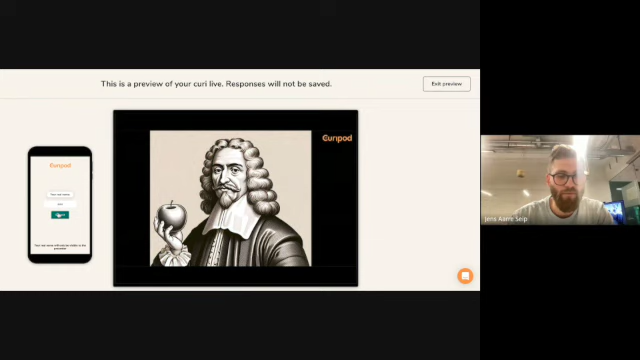 This is a preview of your curi live. Responses will not be saved.
Exit preview
Curipod
Curipod
Jens Aarre Seip